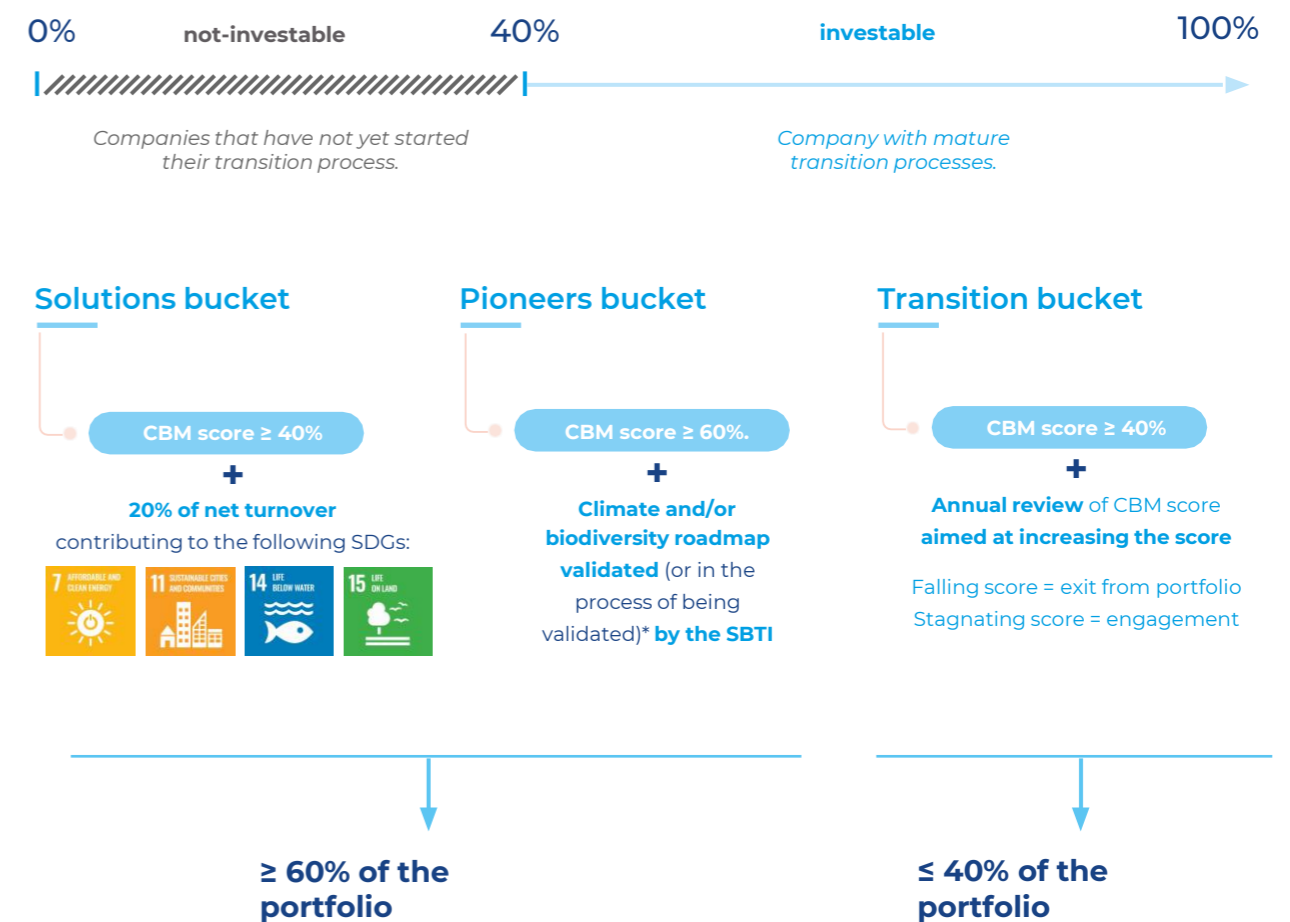 0%
not-investable
40%
investable
100%
Companies that have not yet started
their transition process.
Company with mature
transition processes.
Solutions bucket
CBM score ≥ 40%
+
20% of net turnover
contributing to the following SDGs:
7 AFFORDABLE AND
CLEAN ENERGY
11 SUSTAINABLE CITIES
AND COMMUNITIES
14 LIFE
BELOW WATER
15 LIFE
ON LAND
Pioneers bucket
CBM score ≥ 60%.
+
Climate and/or
biodiversity roadmap
validated (or in the
process of being
validated)* by the SBTI
Transition bucket
CBM score ≥ 40%
+
Annual review of CBM score
aimed at increasing the score
Falling score = exit from portfolio
Stagnating score = engagement
≥ 60% of the
portfolio
≤ 40% of the
portfolio